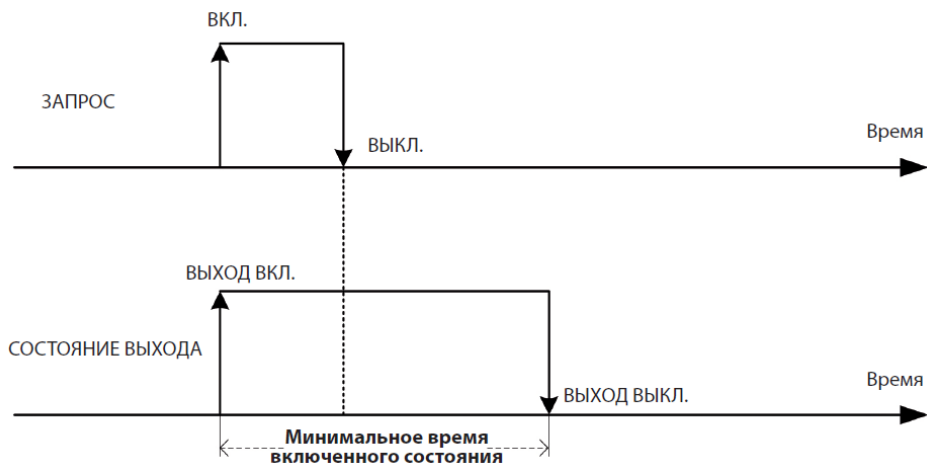 ВКЛ.
ЗАПРОС
Время
ВЫКЛ.
ВЫХОД ВКЛ.
СОСТОЯНИЕ ВЫХОДА
Время
ВЫХОД ВЫКЛ.
Минимальное время
включенного состояния